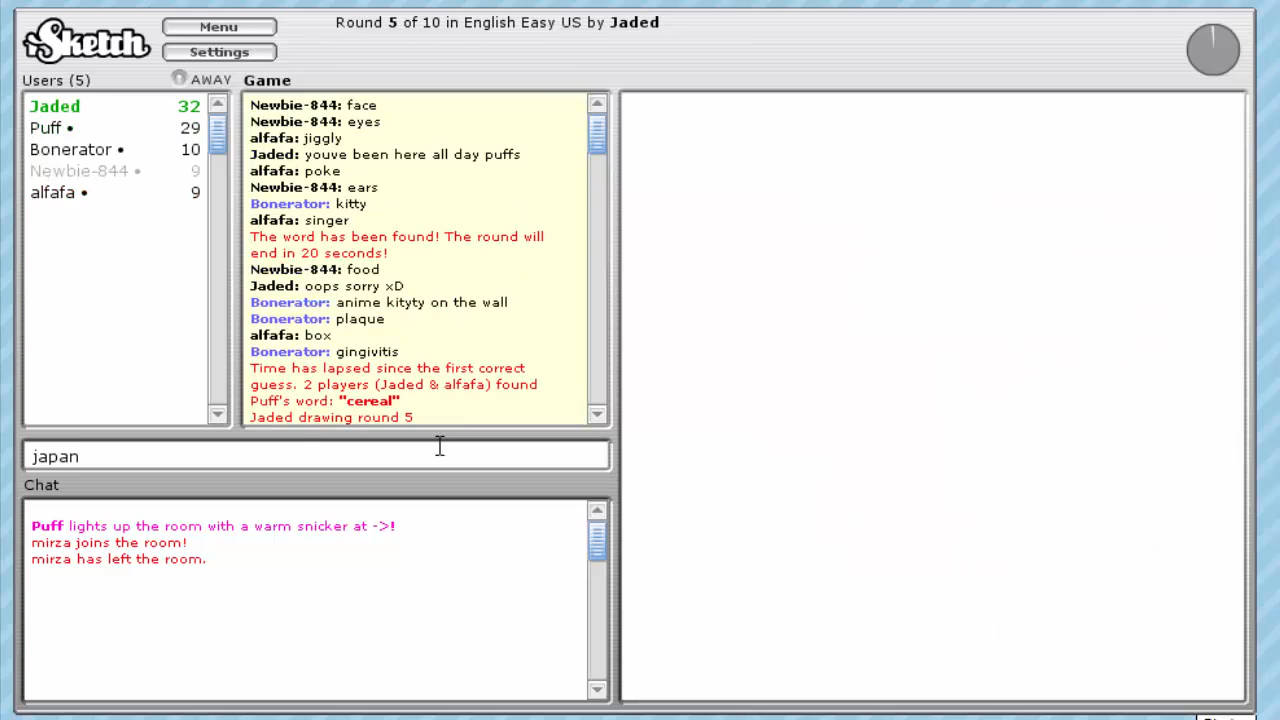 iSketch
Menu
Settings
Round 5 of 10 in English Easy US by Jaded
Users (5)
AWAY
Jaded 32
Puff • 29
Bonerator • 10
Newbie-844 • 9
alfafa • 9
Game
Newbie-844: face
Newbie-844: eyes
alfafa: jiggly
Jaded: youve been here all day puffs
alfafa: poke
Newbie-844: ears
Bonerator: kitty
alfafa: singer
The word has been found! The round will
end in 20 seconds!
Newbie-844: food
Jaded: oops sorry xD
Bonerator: anime kityty on the wall
Bonerator: plaque
alfafa: box
Bonerator: gingivitis
Time has lapsed since the first correct
guess. 2 players (Jaded & alfafa) found
Puff's word: "cereal"
Jaded drawing round 5
japan
Chat
Puff lights up the room with a warm snicker at ->!
mirza joins the room!
mirza has left the room.